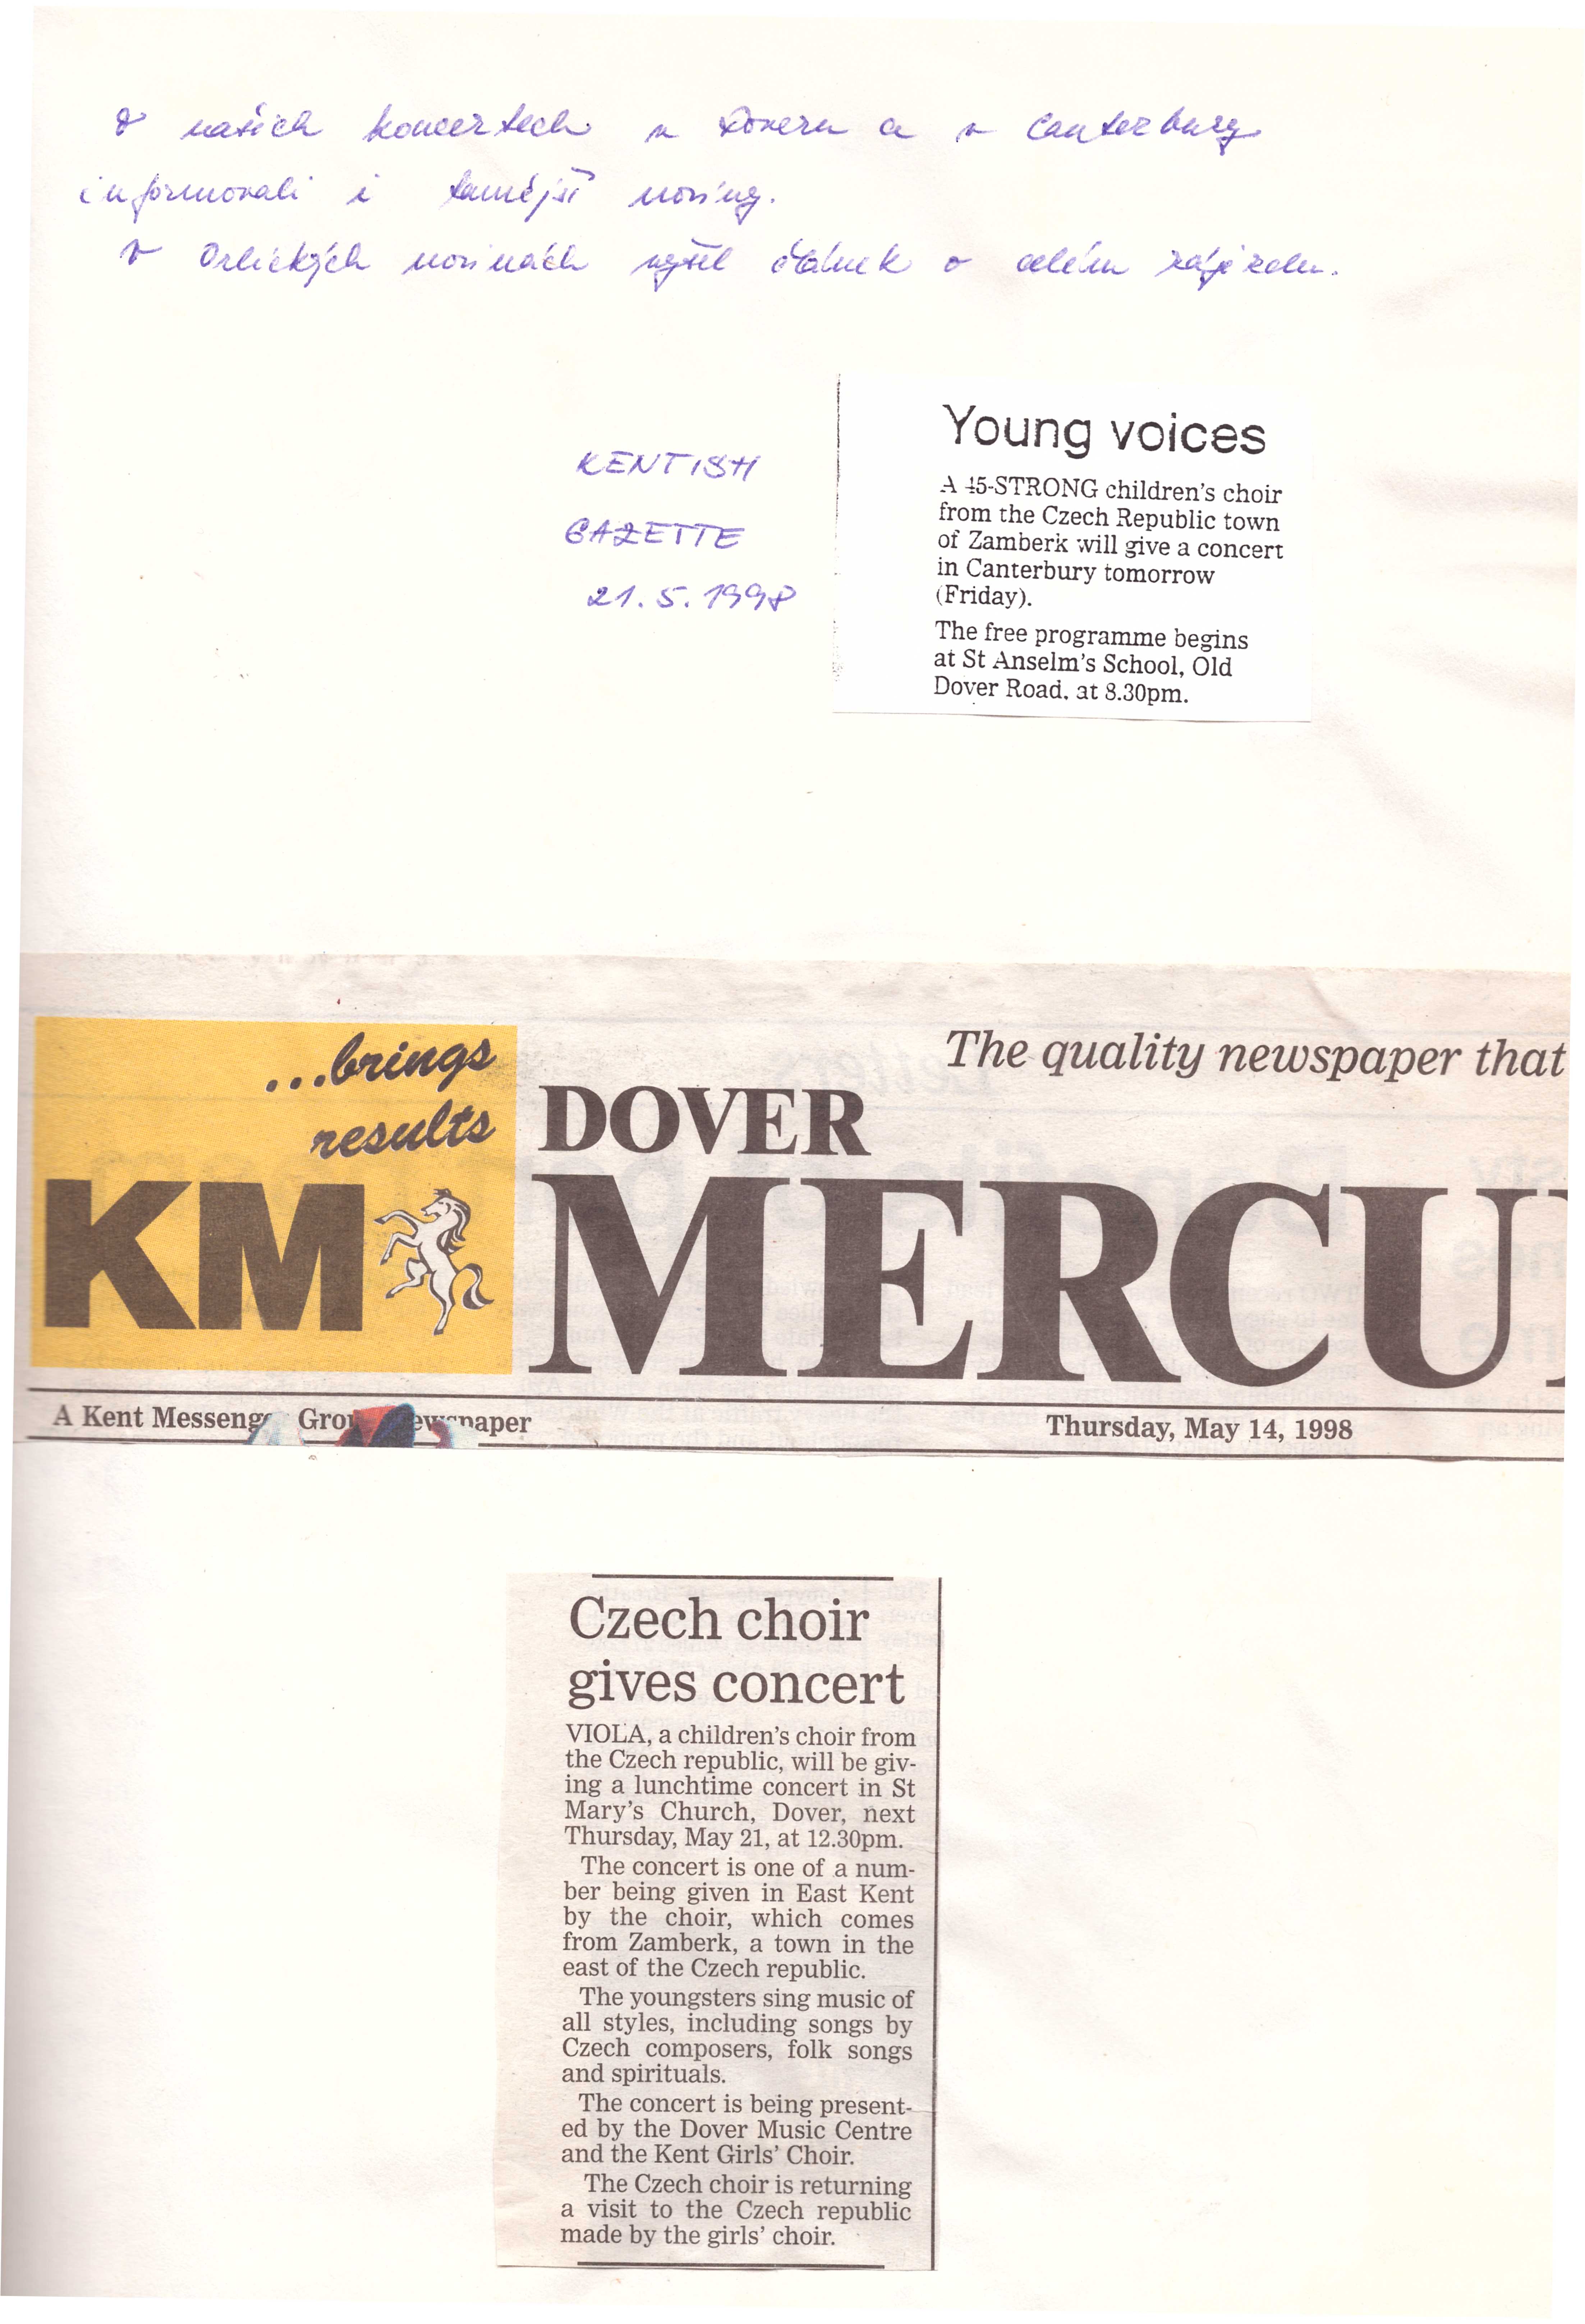 O našich koncertech v Doveru a v Canterbury
informovali i tamější noviny.
V Orlických novinách vyšel článek o celém zájezdu.
KENTISH
GAZETTE
21.5.1998
Young voices
A 45-STRONG children's choir
from the Czech Republic town
of Zamberk will give a concert
in Canterbury tomorrow
(Friday).
The free programme begins
at St Anselm's School, Old
Dover Road, at 8.30pm.
The quality newspaper that
...brings
results
KM
DOVER
MERCU
A Kent Messenge Grou ewspaper
Thursday, May 14, 1998
Czech choir
gives concert
VIOLA, a children's choir from
the Czech republic, will be giv-
ing a lunchtime concert in St
Mary's Church, Dover, next
Thursday, May 21, at 12.30pm.
The concert is one of a num-
ber being given in East Kent
by the choir, which comes
from Zamberk, a town in the
east of the Czech republic.
The youngsters sing music of
all styles, including songs by
Czech composers, folk songs
and spirituals.
The concert is being present-
ed by the Dover Music Centre
and the Kent Girls' Choir.
The Czech choir is returning
a visit to the Czech republic
made by the girls' choir.